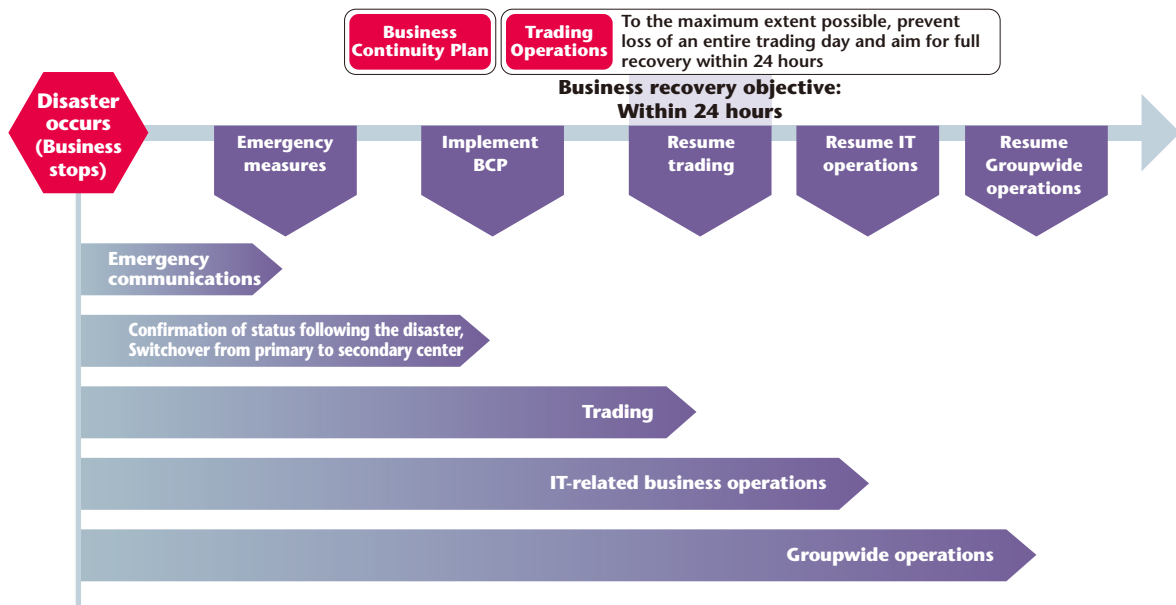 Business
Continuity Plan
Trading
Operations
To the maximum extent possible, prevent
loss of an entire trading day and aim for full
recovery within 24 hours
Business recovery objective:
Within 24 hours
Disaster
occurs
(Business
stops)
Emergency
measures
Implement
BCP
Resume
trading
Resume IT
operations
Resume
Groupwide
operations
Emergency
communications
Confirmation of status following the disaster,
Switchover from primary to secondary center
Trading
IT-related business operations
Groupwide operations